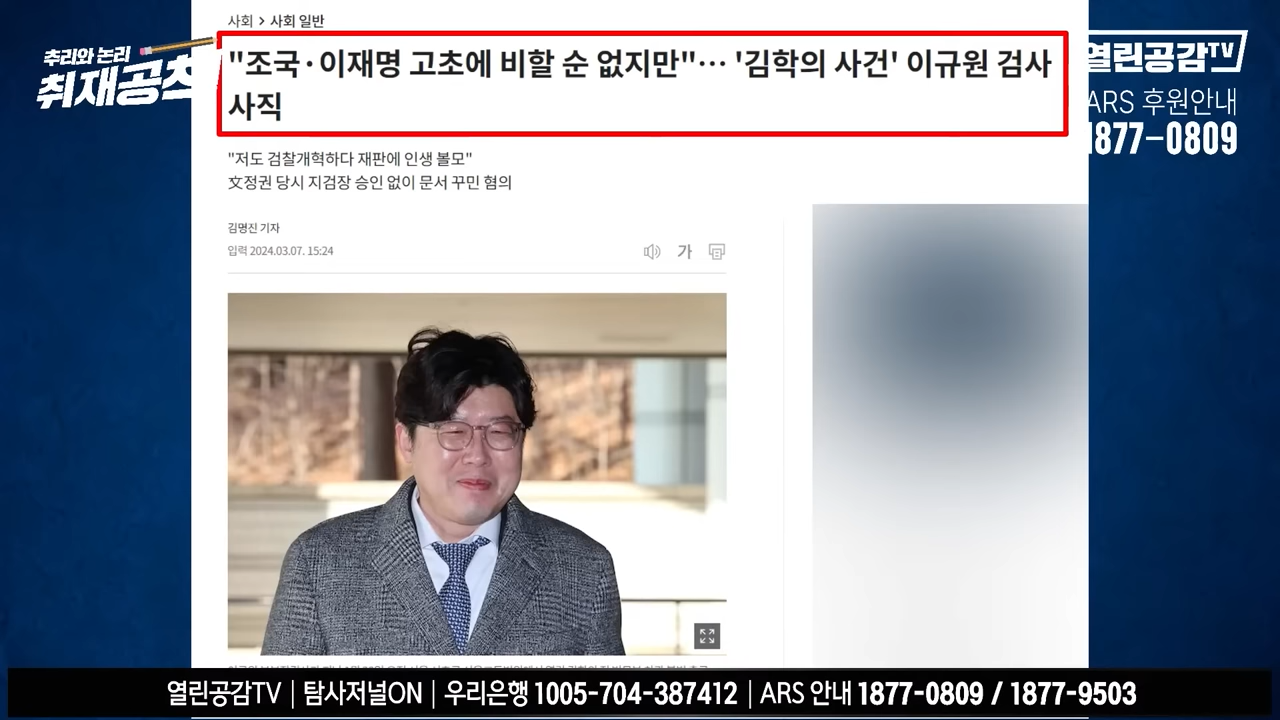 사회 > 사회 일반
추리와 논리
취재공츠
"조국·이재명 고초에 비할 순 없지만"… '김학의 사건' 이규원 검사
사직
열린공감TV
ARS 후원안내
1877-0809
"저도 검찰개혁하다 재판에 인생 볼모"
文정권 당시 지검장 승인 없이 문서 꾸민 혐의
김명진 기자
입력 2024.03.07. 15:24
가
열린공감TV | 탐사저널ON | 우리은행 1005-704-387412 | ARS 안내 1877-0809 / 1877-9503